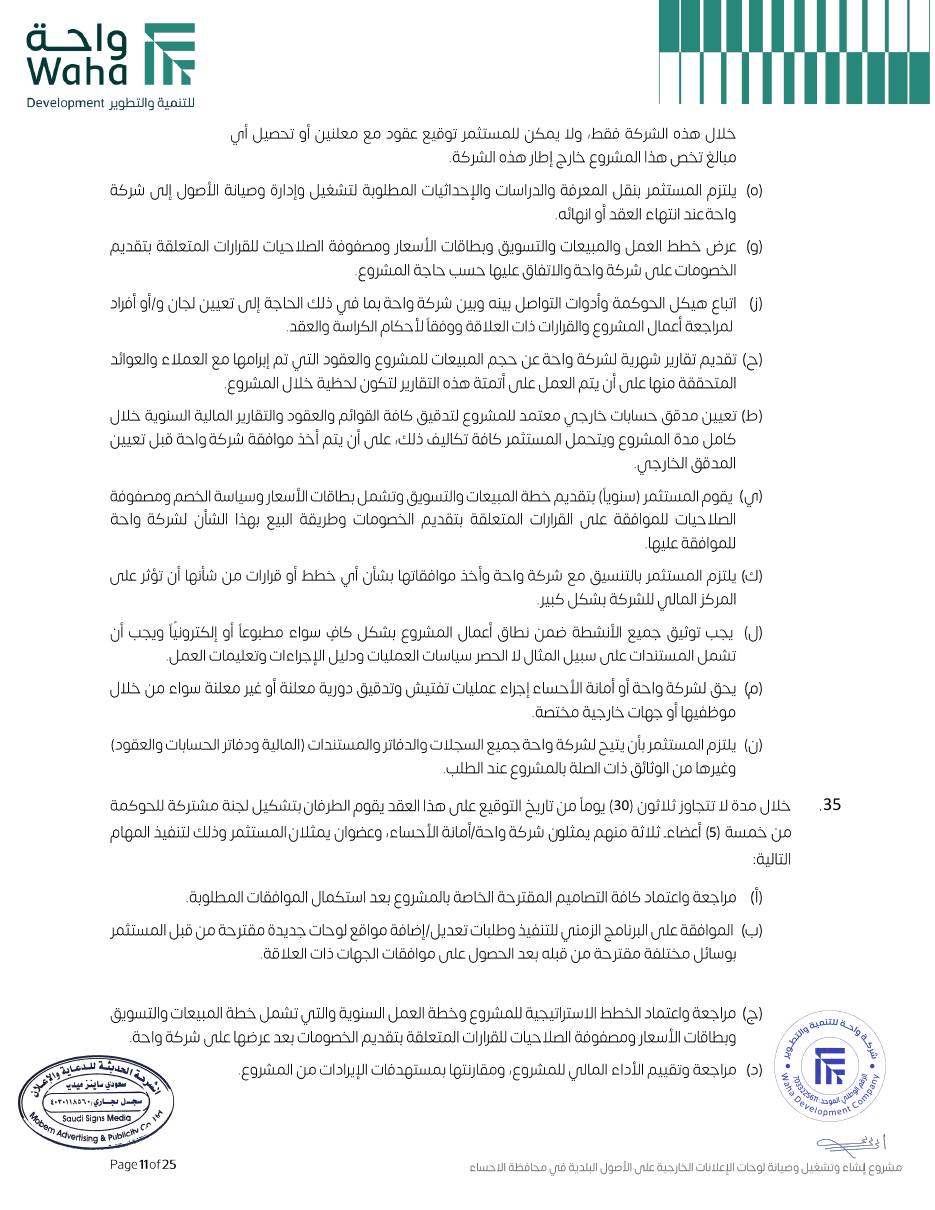 واحة
Waha
Development للتنمية والتطوير
خلال هذه الشركة فقط، ولا يمكن للمستثمر توقيع عقود مع معلنين أو تحصيل أي
مبالغ تخص هذا المشروع خارج إطار هذه الشركة.
(ه) يلتزم المستثمر بنقل المعرفة والدراسات والإحداثيات المطلوبة لتشغيل وإدارة وصيانة الأصول إلى شركة
واحة عند انتهاء العقد أو انهائه.
(و) عرض خطط العمل والمبيعات والتسويق وبطاقات الأسعار ومصفوفة الصلاحيات للقرارات المتعلقة بتقديم
الخصومات على شركة واحة والاتفاق عليها حسب حاجة المشروع.
(ز) اتباع هيكل الحوكمة وأدوات التواصل بينه وبين شركة واحة بما في ذلك الحاجة إلى تعيين لجان و/أو أفراد
لمراجعة أعمال المشروع والقرارات ذات العلاقة ووفقاً لأحكام الكراسة والعقد.
(ح) تقديم تقارير شهرية لشركة واحة عن حجم المبيعات للمشروع والعقود التي تم إبرامها مع العملاء والعوائد
المتحققة منها على أن يتم العمل على أتمتة هذه التقارير لتكون لحظية خلال المشروع.
(ط) تعيين مدقق حسابات خارجي معتمد للمشروع لتدقيق كافة القوائم والعقود والتقارير المالية السنوية خلال
كامل مدة المشروع ويتحمل المستثمر كافة تكاليف ذلك، على أن يتم أخذ موافقة شركة واحة قبل تعيين
المدقق الخارجي.
(ي) يقوم المستثمر (سنوياً) بتقديم خطة المبيعات والتسويق وتشمل بطاقات الأسعار وسياسة الخصم ومصفوفة
الصلاحيات للموافقة على القرارات المتعلقة بتقديم الخصومات وطريقة البيع بهذا الشأن لشركة واحة
للموافقة عليها.
(ك) يلتزم المستثمر بالتنسيق مع شركة واحة وأخذ موافقاتها بشأن أي خطط أو قرارات من شأنها أن تؤثر على
المركز المالي للشركة بشكل كبير.
(ل) يجب توثيق جميع الأنشطة ضمن نطاق أعمال المشروع بشكل كافٍ سواء مطبوعاً أو إلكترونياً ويجب أن
تشمل المستندات على سبيل المثال لا الحصر سياسات العمليات ودليل الإجراءات وتعليمات العمل.
(م) يحق لشركة واحة أو أمانة الأحساء إجراء عمليات تفتيش وتدقيق دورية معلنة أو غير معلنة سواء من خلال
موظفيها أو جهات خارجية مختصة.
(ن) يلتزم المستثمر بأن يتيح لشركة واحة جميع السجلات والدفاتر والمستندات (المالية ودفاتر الحسابات والعقود)
وغيرها من الوثائق ذات الصلة بالمشروع عند الطلب.
35. خلال مدة لا تتجاوز ثلاثون (30) يوماً من تاريخ التوقيع على هذا العقد يقوم الطرفان بتشكيل لجنة مشتركة للحوكمة
من خمسة (5) أعضاء. ثلاثة منهم يمثلون شركة واحة/أمانة الأحساء، وعضوان يمثلان المستثمر وذلك لتنفيذ المهام
التالية:
(أ) مراجعة واعتماد كافة التصاميم المقترحة الخاصة بالمشروع بعد استكمال الموافقات المطلوبة.
(ب) الموافقة على البرنامج الزمني للتنفيذ وطلبات تعديل/إضافة مواقع لوحات جديدة مقترحة من قبل المستثمر
بوسائل مختلفة مقترحة من قبله بعد الحصول على موافقات الجهات ذات العلاقة.
(ج) مراجعة واعتماد الخطط الاستراتيجية للمشروع وخطة العمل السنوية والتي تشمل خطة المبيعات والتسويق
وبطاقات الأسعار ومصفوفة الصلاحيات للقرارات المتعلقة بتقديم الخصومات بعد عرضها على شركة واحة.
(د) مراجعة وتقييم الأداء المالي للمشروع، ومقارنتها بمستهدفات الإيرادات من المشروع.
شركة واحة للتنمية والتطوير
الرقم الوطني الموحد:
Waha Development Company
الشركة الحديثة للدعاية والإعلان
سعودي ساينز ميديا
سجل تجاري: ٤٠٣٠١١٨٥٦٠
Saudi Signs Media
Modern Advertising & Publicity Co.
Page 11 of 25
مشروع إنشاء وتشغيل وصيانة لوحات الإعلانات الخارجية على الأصول البلدية في محافظة الاحساء